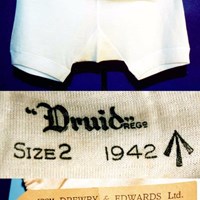 "Druid" REGD
SIZE 2 1942
DREWRY & EDWARDS Ltd.